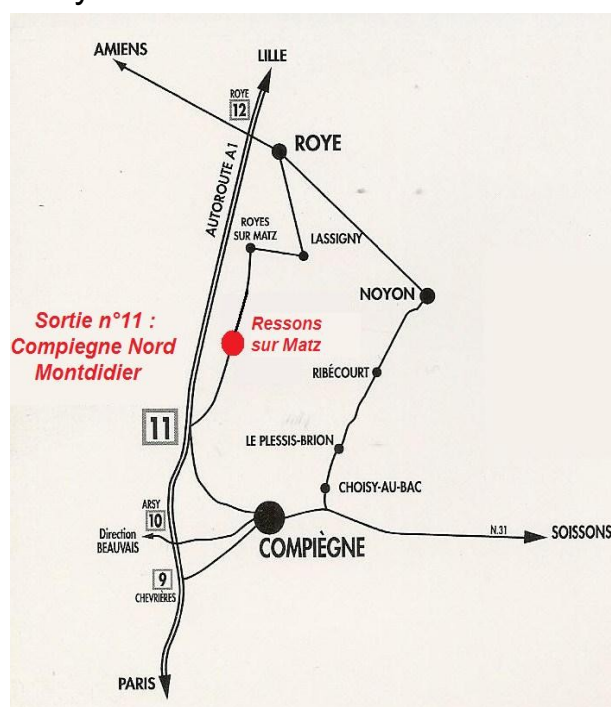 AMIENS
LILLE
ROYE
12
ROYE
AUTOROUTE A1
ROYES
SUR MATZ
LASSIGNY
NOYON
Sortie n°11 :
Compiegne Nord
Montdidier
Ressons
sur Matz
RIBÉCOURT
11
LE PLESSIS-BRION
CHOISY-AU-BAC
ARSY
10
Direction
BEAUVAIS
COMPIÈGNE
N.31
SOISSONS
9
CHEVRIÈRES
PARIS